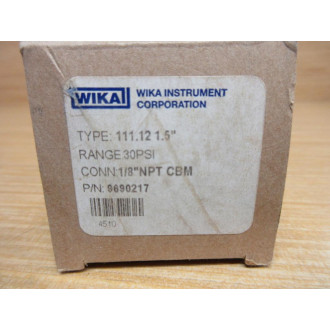 WIKA
WIKA INSTRUMENT
CORPORATION
TYPE: 111.12 1.5"
RANGE:30PSI
CONN:1/8"NPT CBM
P/N: 9690217
4510